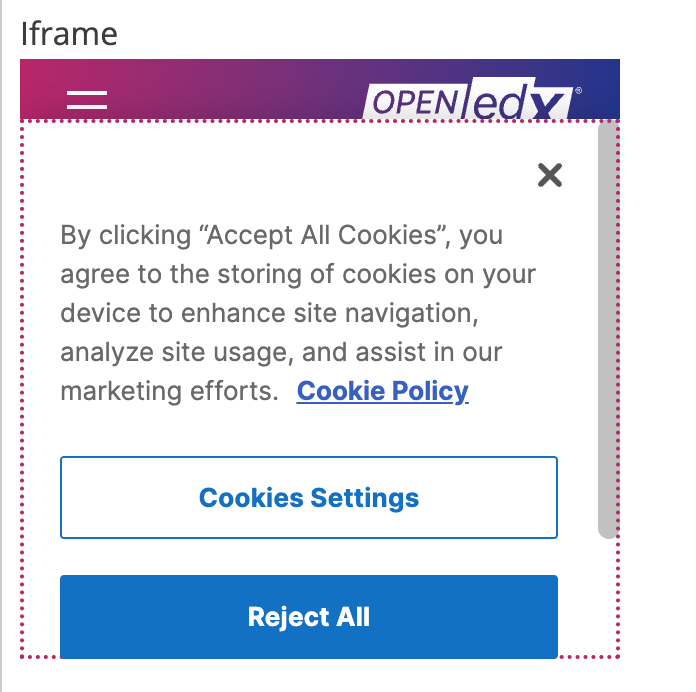 Iframe
OPEN edX ®
By clicking “Accept All Cookies”, you
agree to the storing of cookies on your
device to enhance site navigation,
analyze site usage, and assist in our
marketing efforts. Cookie Policy
Cookies Settings
Reject All